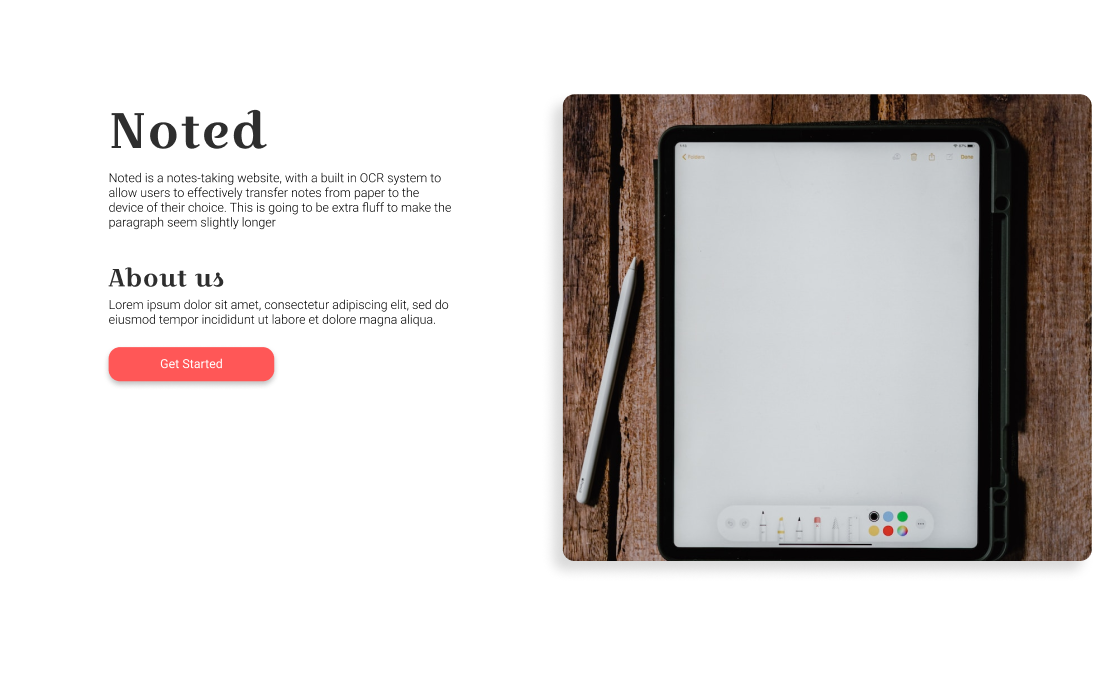 Noted
Noted is a notes-taking website, with a built in OCR system to
allow users to effectively transfer notes from paper to the
device of their choice. This is going to be extra fluff to make the
paragraph seem slightly longer
About us
Lorem ipsum dolor sit amet, consectetur adipiscing elit, sed do
eiusmod tempor incididunt ut labore et dolore magna aliqua.
Get Started
Folders
Done